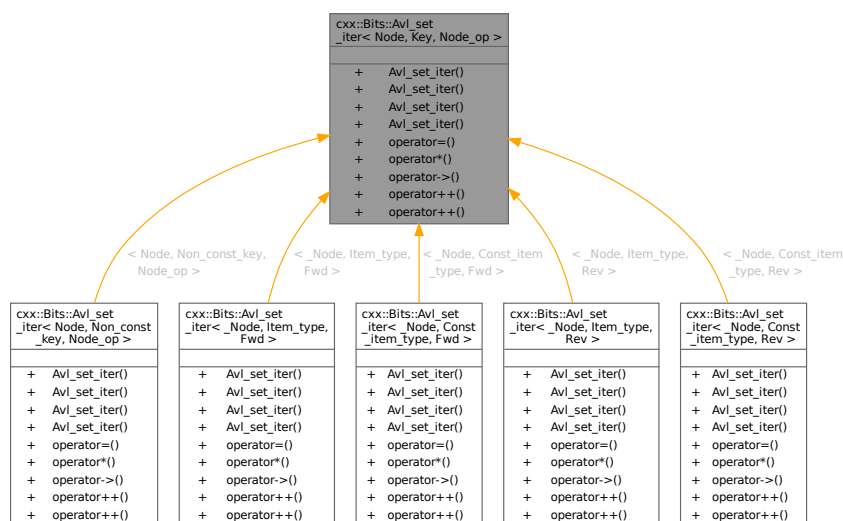 cxx::Bits::Avl_set
_iter< Node, Key, Node_op >
+ Avl_set_iter()
+ Avl_set_iter()
+ Avl_set_iter()
+ Avl_set_iter()
+ operator=()
+ operator*()
+ operator->()
+ operator++()
+ operator++()
< Node, Non_const_key,
Node_op >
< _Node, Item_type,
Fwd >
< _Node, Const_item
_type, Fwd >
< _Node, Item_type,
Rev >
< _Node, Const_item
_type, Rev >
cxx::Bits::Avl_set
_iter< Node, Non_const
_key, Node_op >
+ Avl_set_iter()
+ Avl_set_iter()
+ Avl_set_iter()
+ Avl_set_iter()
+ operator=()
+ operator*()
+ operator->()
+ operator++()
+ operator++()
cxx::Bits::Avl_set
_iter< _Node, Item_type,
Fwd >
+ Avl_set_iter()
+ Avl_set_iter()
+ Avl_set_iter()
+ Avl_set_iter()
+ operator=()
+ operator*()
+ operator->()
+ operator++()
+ operator++()
cxx::Bits::Avl_set
_iter< _Node, Const
_item_type, Fwd >
+ Avl_set_iter()
+ Avl_set_iter()
+ Avl_set_iter()
+ Avl_set_iter()
+ operator=()
+ operator*()
+ operator->()
+ operator++()
+ operator++()
cxx::Bits::Avl_set
_iter< _Node, Item_type,
Rev >
+ Avl_set_iter()
+ Avl_set_iter()
+ Avl_set_iter()
+ Avl_set_iter()
+ operator=()
+ operator*()
+ operator->()
+ operator++()
+ operator++()
cxx::Bits::Avl_set
_iter< _Node, Const
_item_type, Rev >
+ Avl_set_iter()
+ Avl_set_iter()
+ Avl_set_iter()
+ Avl_set_iter()
+ operator=()
+ operator*()
+ operator->()
+ operator++()
+ operator++()